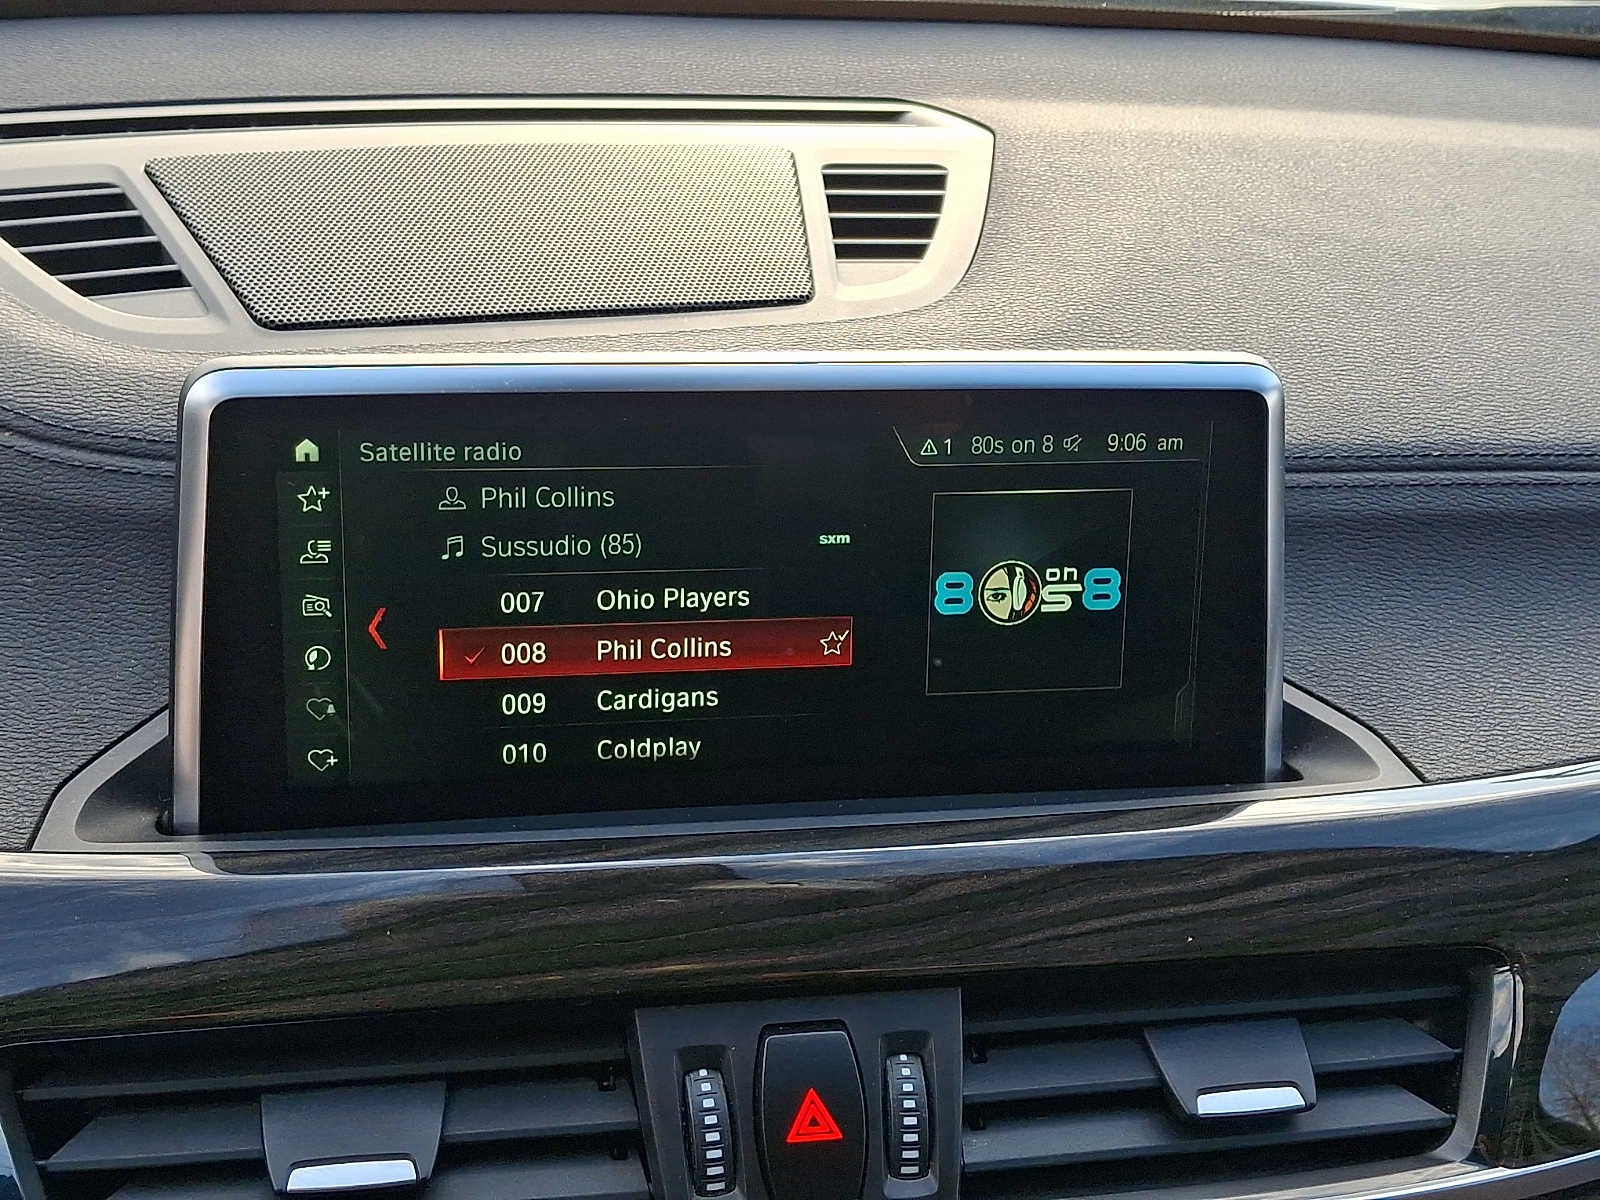 Satellite radio
1 80s on 8 9:06 am
Phil Collins
Sussudio (85)
sxm
007 Ohio Players
008 Phil Collins
009 Cardigans
010 Coldplay
80s on 8